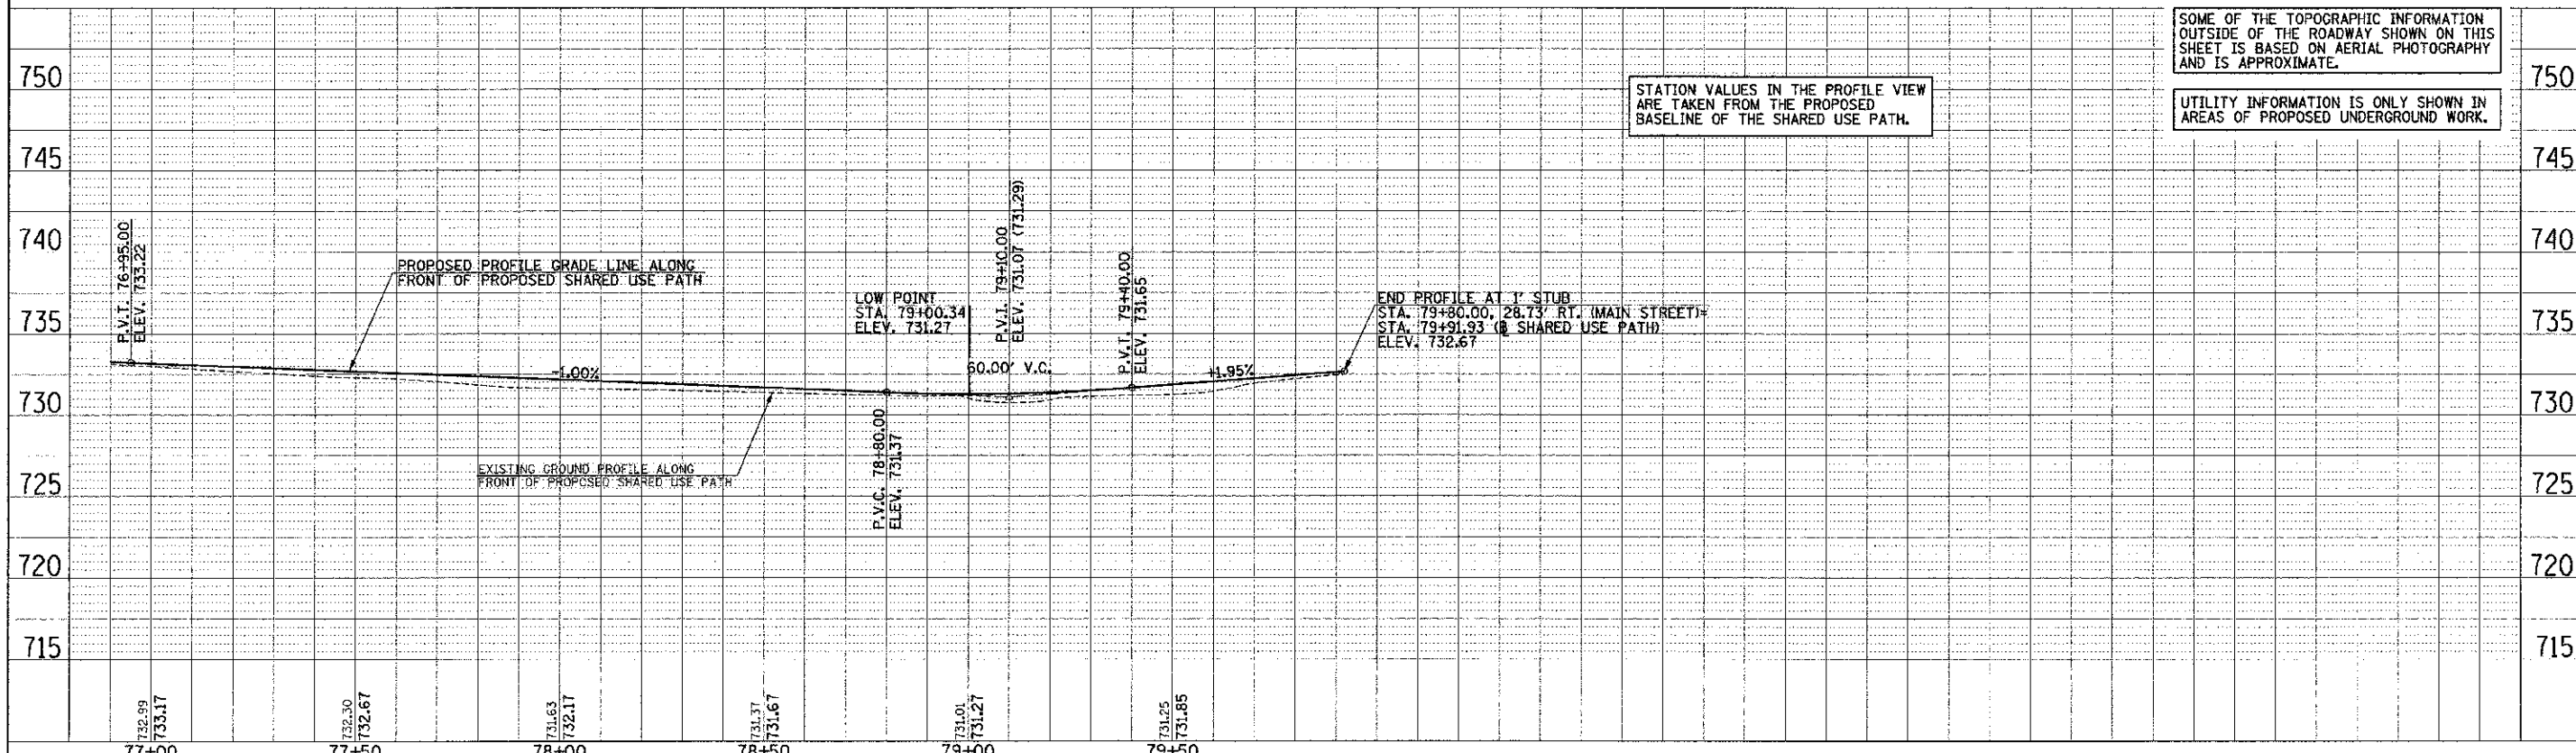 SOME OF THE TOPOGRAPHIC INFORMATION
OUTSIDE OF THE ROADWAY SHOWN ON THIS
SHEET IS BASED ON AERIAL PHOTOGRAPHY
AND IS APPROXIMATE.
UTILITY INFORMATION IS ONLY SHOWN IN
AREAS OF PROPOSED UNDERGROUND WORK.
STATION VALUES IN THE PROFILE VIEW
ARE TAKEN FROM THE PROPOSED
BASELINE OF THE SHARED USE PATH.
750
745
740
735
730
725
720
715
750
745
740
735
730
725
720
715
P.V.T. 76+95.00
ELEV. 733.22
PROPOSED PROFILE GRADE LINE ALONG
FRONT OF PROPOSED SHARED USE PATH
-1.00%
EXISTING GROUND PROFILE ALONG
FRONT OF PROPOSED SHARED USE PATH
P.V.C. 78+80.00
ELEV. 731.37
LOW POINT
STA. 79+00.34
ELEV. 731.27
60.00' V.C.
P.V.I. 79+10.00
ELEV. 731.07 (731.29)
P.V.T. 79+40.00
ELEV. 731.65
+1.95%
END PROFILE AT 1' STUB
STA. 79+80.00, 28.73' RT. (MAIN STREET)=
STA. 79+91.93 (℄ SHARED USE PATH)
ELEV. 732.67
732.99
733.17
732.30
732.67
731.63
732.17
731.37
731.67
731.01
731.27
731.25
731.85
77+00
77+50
78+00
78+50
79+00
79+50